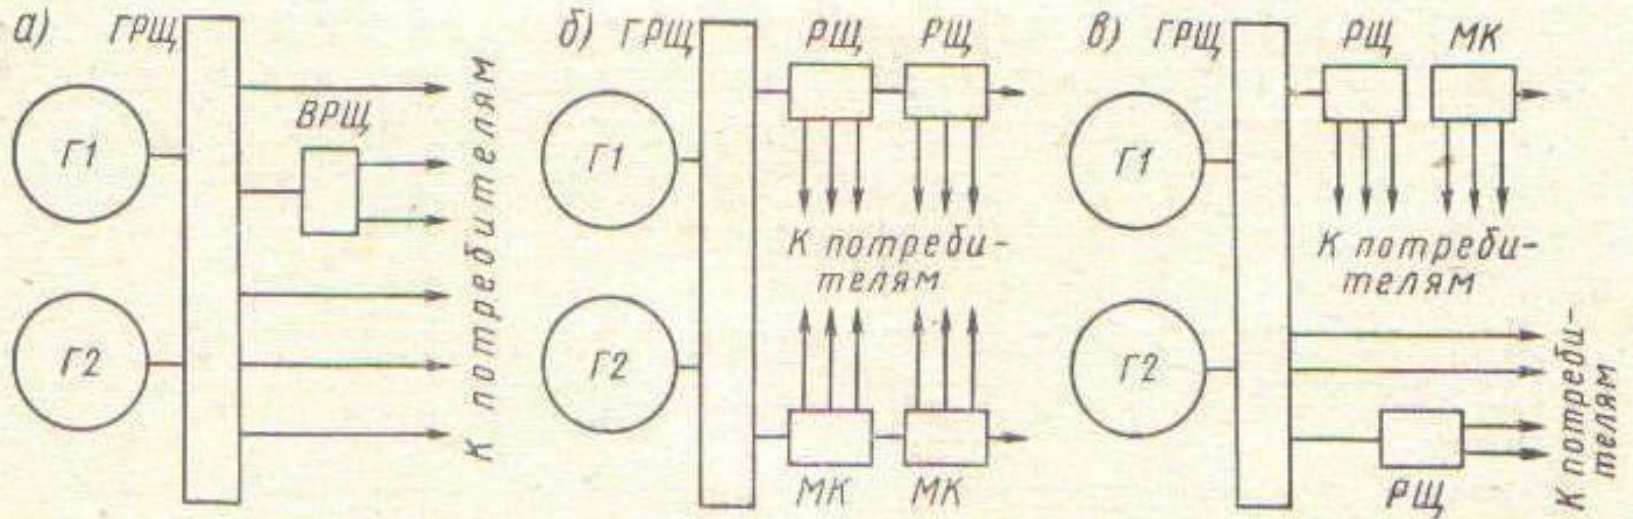 а) ГРЩ
ВРЩ
Г1
Г2
К потребителям
б) ГРЩ РЩ РЩ
Г1
К потреби-
телям
Г2
МК МК
в) ГРЩ РЩ МК
Г1
К потреби-
телям
Г2
РЩ
К потреби-
телям